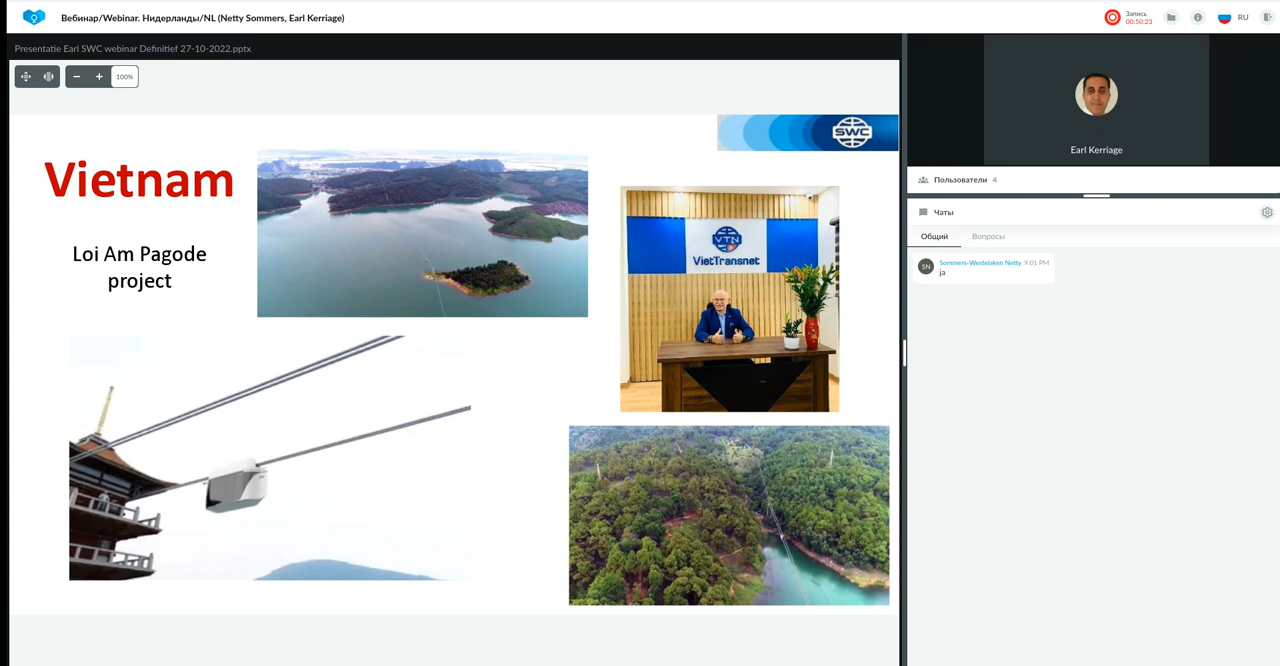 Вебинар/Webinar. Нидерланды/NL (Netty Sommers, Earl Kerriage)
Запись
00:50:23
RU
Presentatie Earl SWC webinar Definitief 27-10-2022.pptx
100%
SWC
Vietnam
Loi Am Pagode
project
VTN
VietTransnet
Earl Kerriage
Пользователи 4
Чаты
Общий
Вопросы
SN
Sommers-Westelaken Netty 9:01 PM
ja